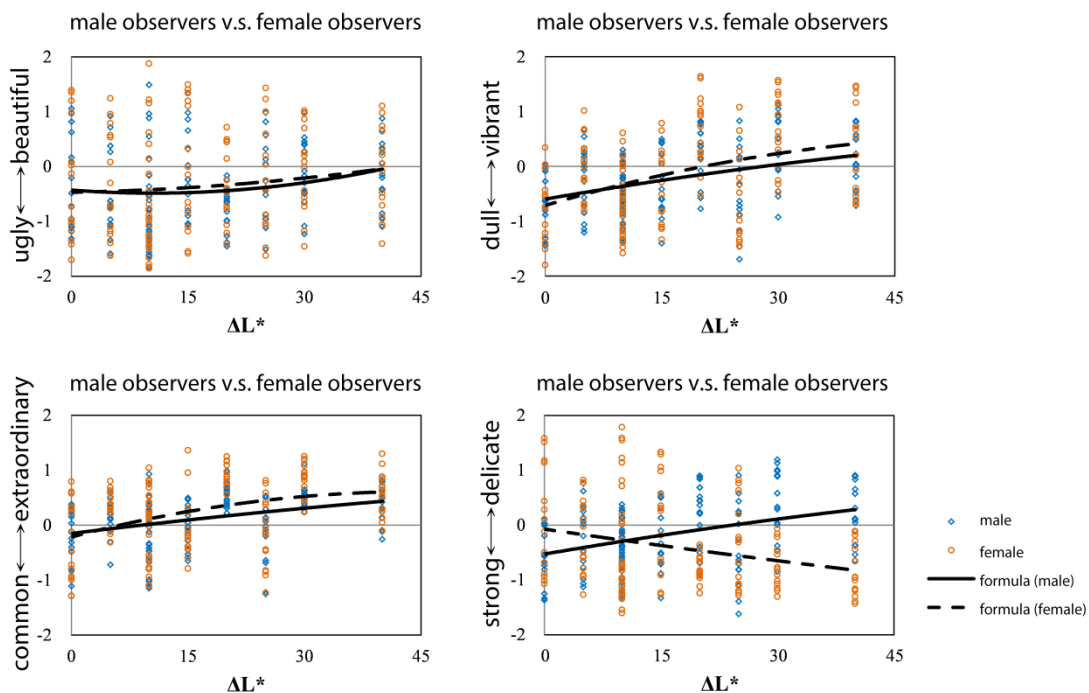 male observers v.s. female observers
ugly ←→ beautiful
2
1
0
-1
-2
0
15
30
45
ΔL*
male observers v.s. female observers
dull ←→ vibrant
2
1
0
-1
-2
0
15
30
45
ΔL*
male observers v.s. female observers
common ←→ extraordinary
2
1
0
-1
-2
0
15
30
45
ΔL*
male observers v.s. female observers
strong ←→ delicate
2
1
0
-1
-2
0
15
30
45
ΔL*
male
female
formula (male)
formula (female)